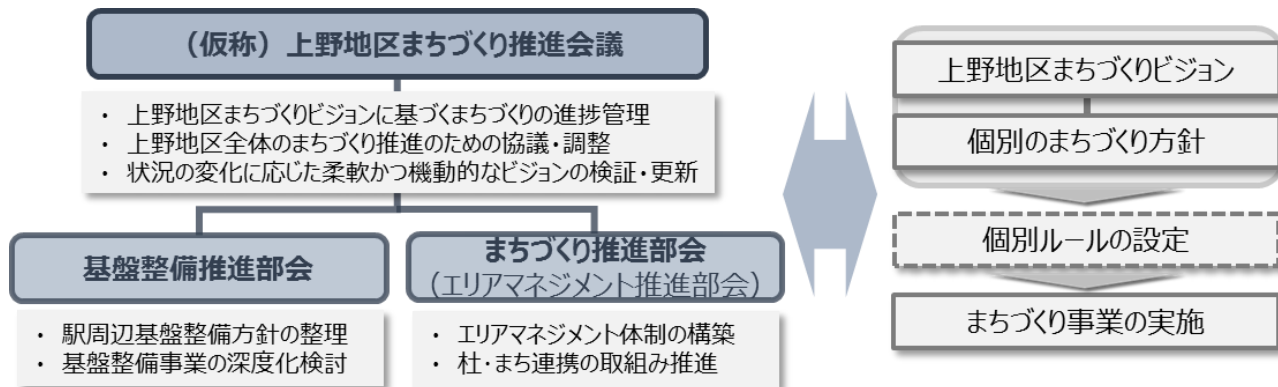 （仮称）上野地区まちづくり推進会議
・ 上野地区まちづくりビジョンに基づくまちづくりの進捗管理
・ 上野地区全体のまちづくり推進のための協議・調整
・ 状況の変化に応じた柔軟かつ機動的なビジョンの検証・更新
基盤整備推進部会
・ 駅周辺基盤整備方針の整理
・ 基盤整備事業の深度化検討
まちづくり推進部会
（エリアマネジメント推進部会）
・ エリアマネジメント体制の構築
・ 杜・まち連携の取組み推進
上野地区まちづくりビジョン
個別のまちづくり方針
個別ルールの設定
まちづくり事業の実施